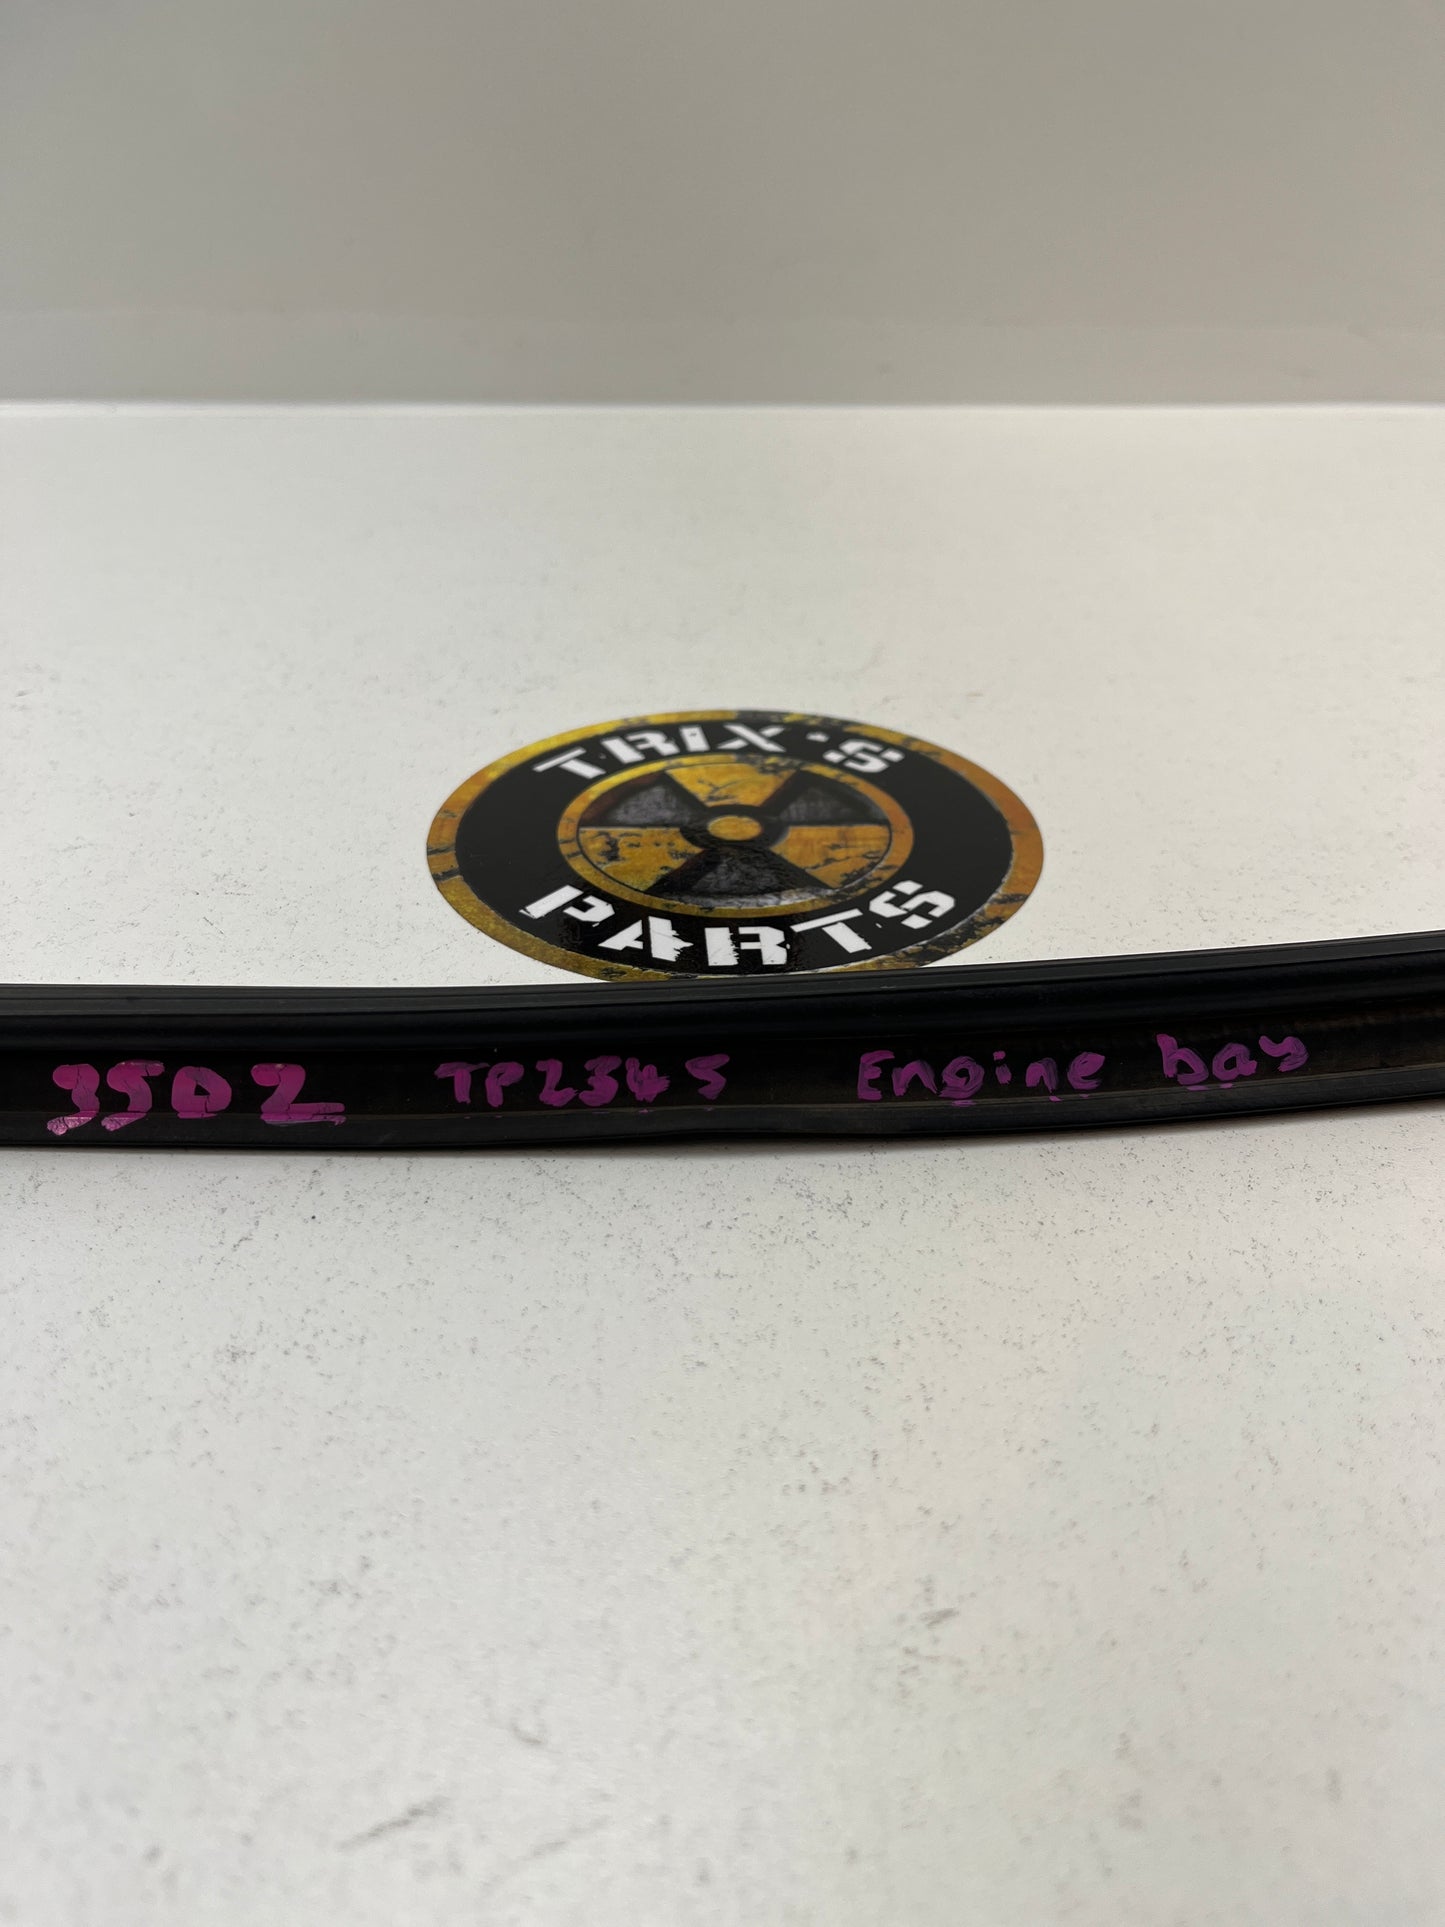 TRIX'S
PARTS
350Z TP2345 Engine bay